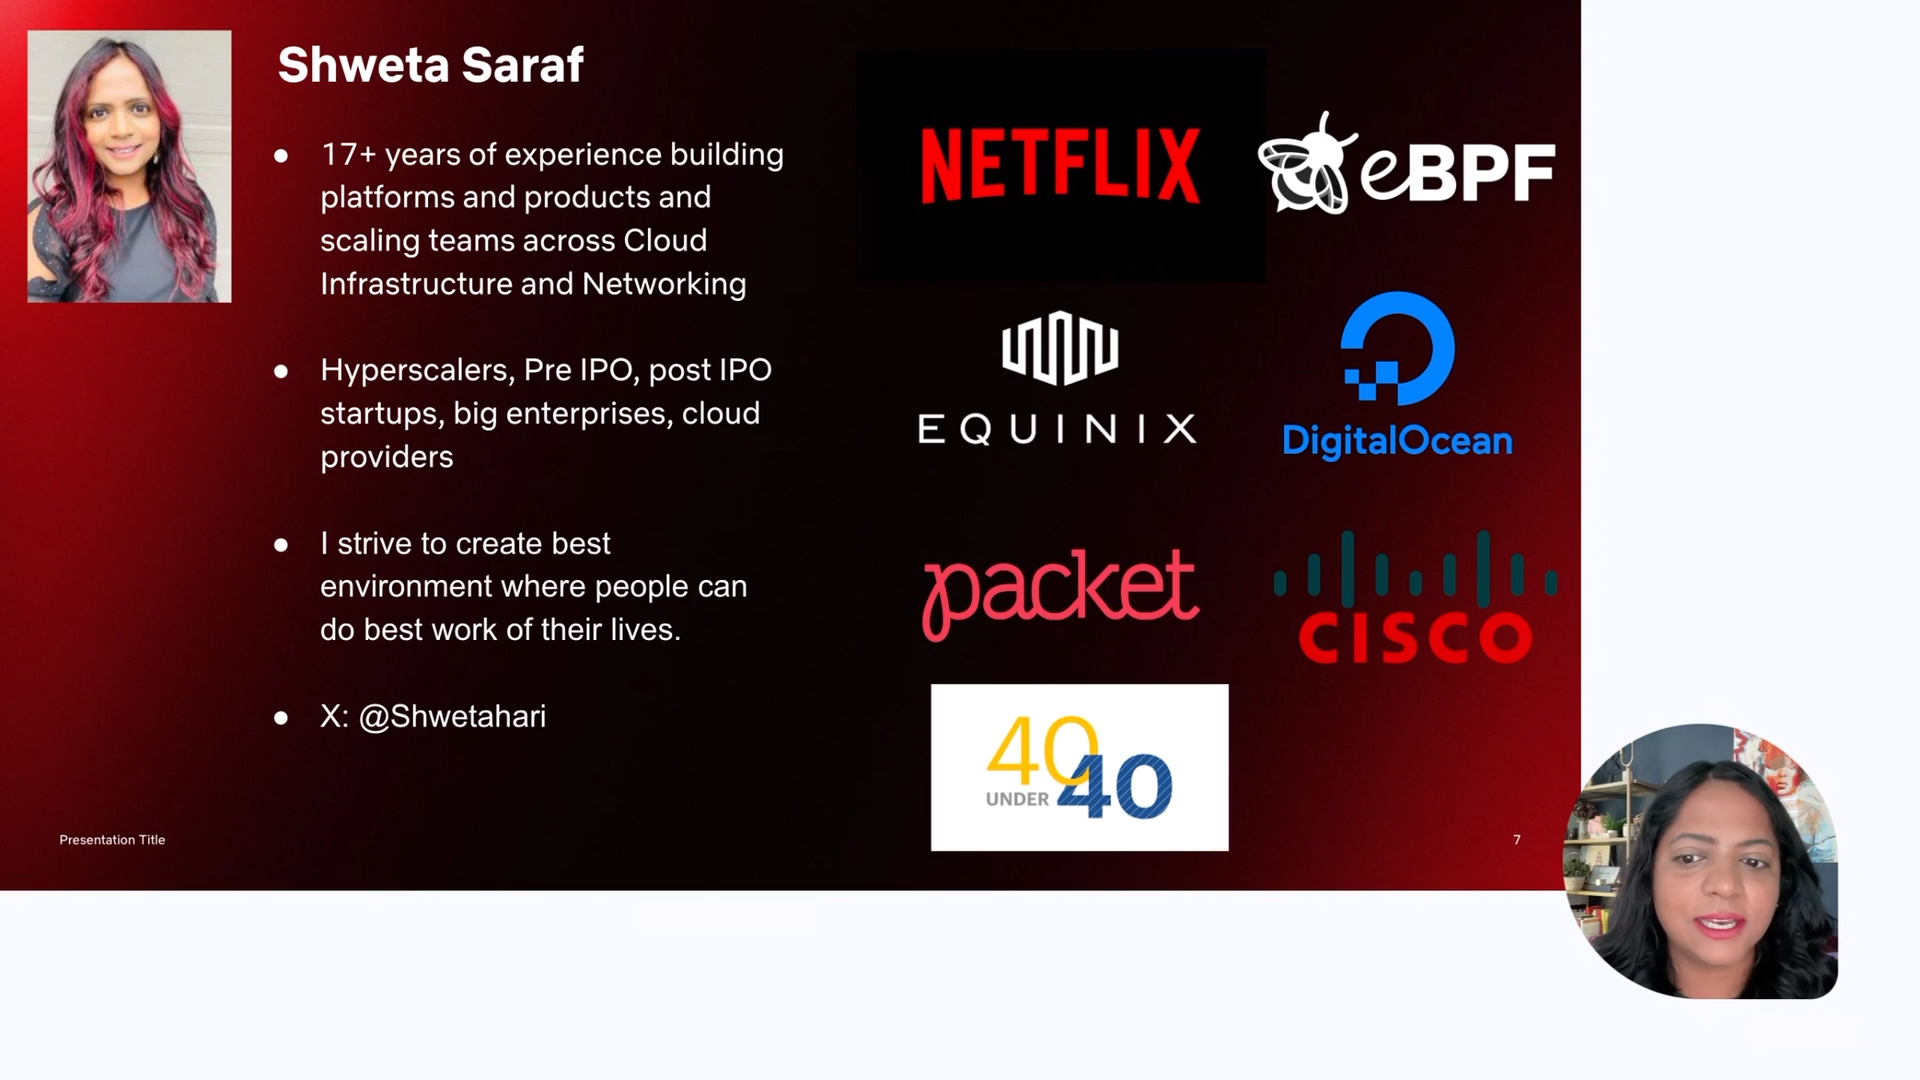 Shweta Saraf
● 17+ years of experience building
platforms and products and
scaling teams across Cloud
Infrastructure and Networking
● Hyperscalers, Pre IPO, post IPO
startups, big enterprises, cloud
providers
● I strive to create best
environment where people can
do best work of their lives.
● X: @Shwetahari
NETFLIX
eBPF
EQUINIX
DigitalOcean
packet
CISCO
40
UNDER 40
Presentation Title
7